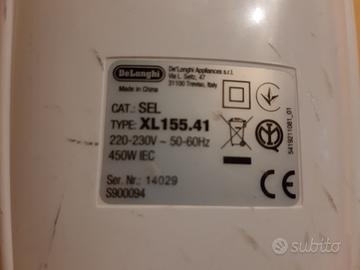 DeLonghi
De'Longhi Appliances s.r.l.
Via L. Seitz, 47
31100 Treviso, Italy
Made in China
CAT.: SEL
TYPE: XL155.41
220-230V ~ 50-60Hz
450W IEC
Ser. Nr.: 14029
S900094
5419211081_01
CE
subito